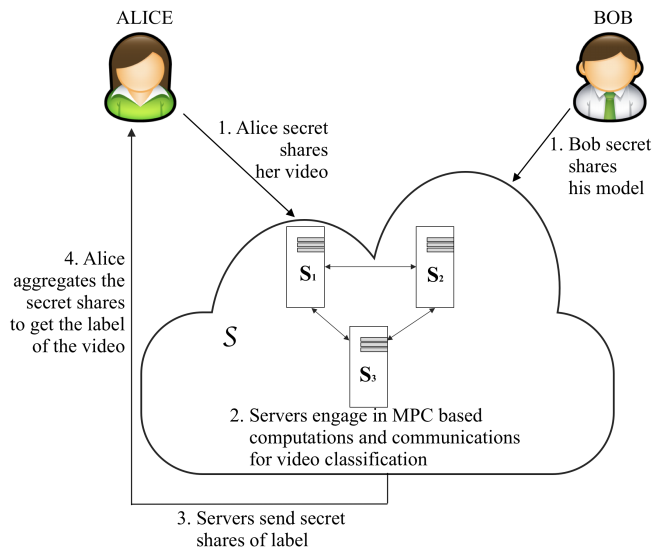 ALICE
BOB
1. Alice secret
shares
her video
1. Bob secret
shares
his model
4. Alice
aggregates the
secret shares
to get the label
of the video
S
S1
S2
S3
2. Servers engage in MPC based
computations and communications
for video classification
3. Servers send secret
shares of label